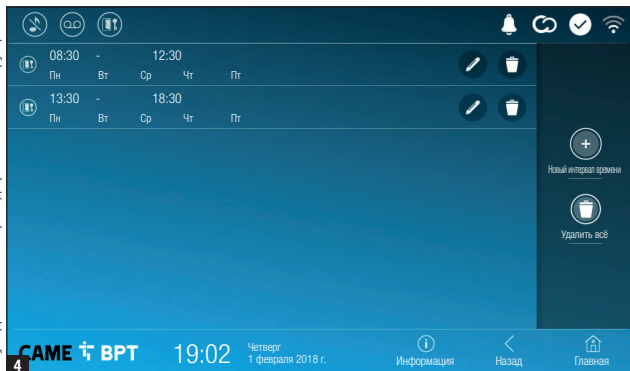 08:30 - 12:30
Пн Вт Ср Чт Пт
13:30 - 18:30
Пн Вт Ср Чт Пт
Новый интервал времени
Удалить всё
CAME BPT 19:02
Четверг
1 февраля 2018 г.
Информация Назад Главная
4